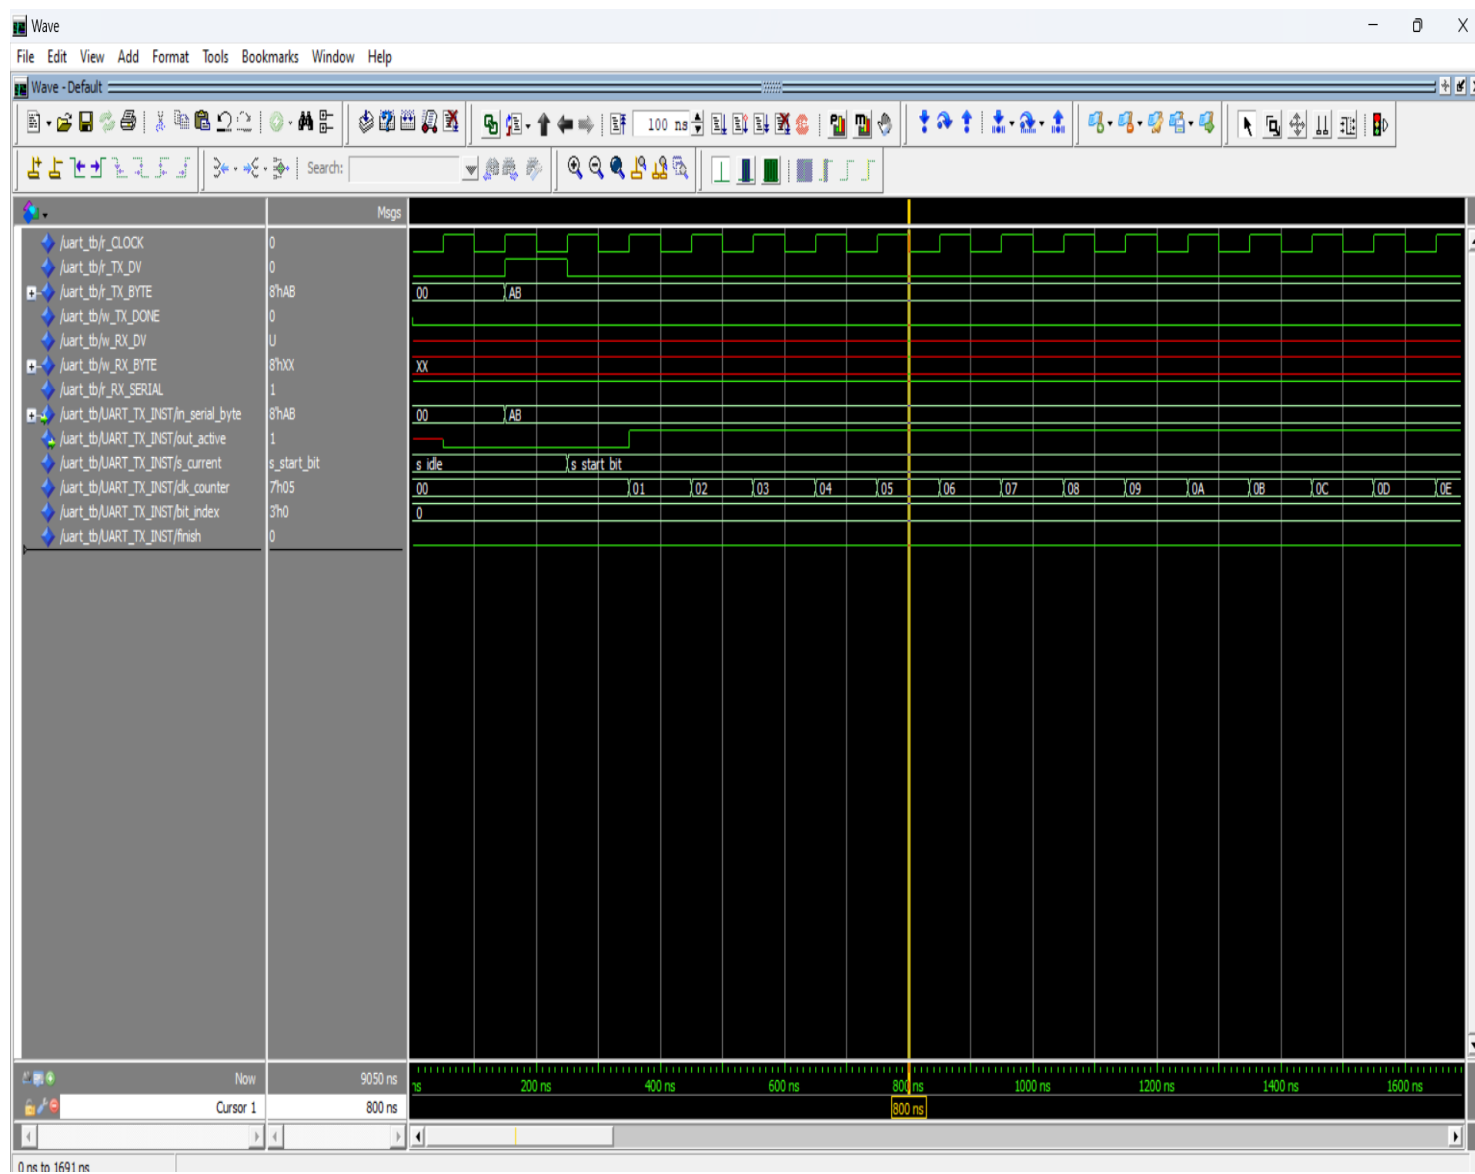 Wave
File Edit View Add Format Tools Bookmarks Window Help
Wave - Default
100 ns
Search:
Msgs
/uart_tb/r_CLOCK 0
/uart_tb/r_TX_DV 0
/uart_tb/r_TX_BYTE 8'hAB 00 AB
/uart_tb/w_TX_DONE 0
/uart_tb/w_RX_DV U
/uart_tb/w_RX_BYTE 8'hXX XX
/uart_tb/r_RX_SERIAL 1
/uart_tb/UART_TX_INST/in_serial_byte 8'hAB 00 AB
/uart_tb/UART_TX_INST/out_active 1
/uart_tb/UART_TX_INST/s_current s_start_bit s_idle s_start_bit
/uart_tb/UART_TX_INST/clk_counter 7'h05 00 01 02 03 04 05 06 07 08 09 0A 0B 0C 0D 0E
/uart_tb/UART_TX_INST/bit_index 3'h0 0
/uart_tb/UART_TX_INST/finish 0
Now 9050 ns ns 200 ns 400 ns 600 ns 800 ns 1000 ns 1200 ns 1400 ns 1600 ns
Cursor 1 800 ns 800 ns
0 ns to 1691 ns